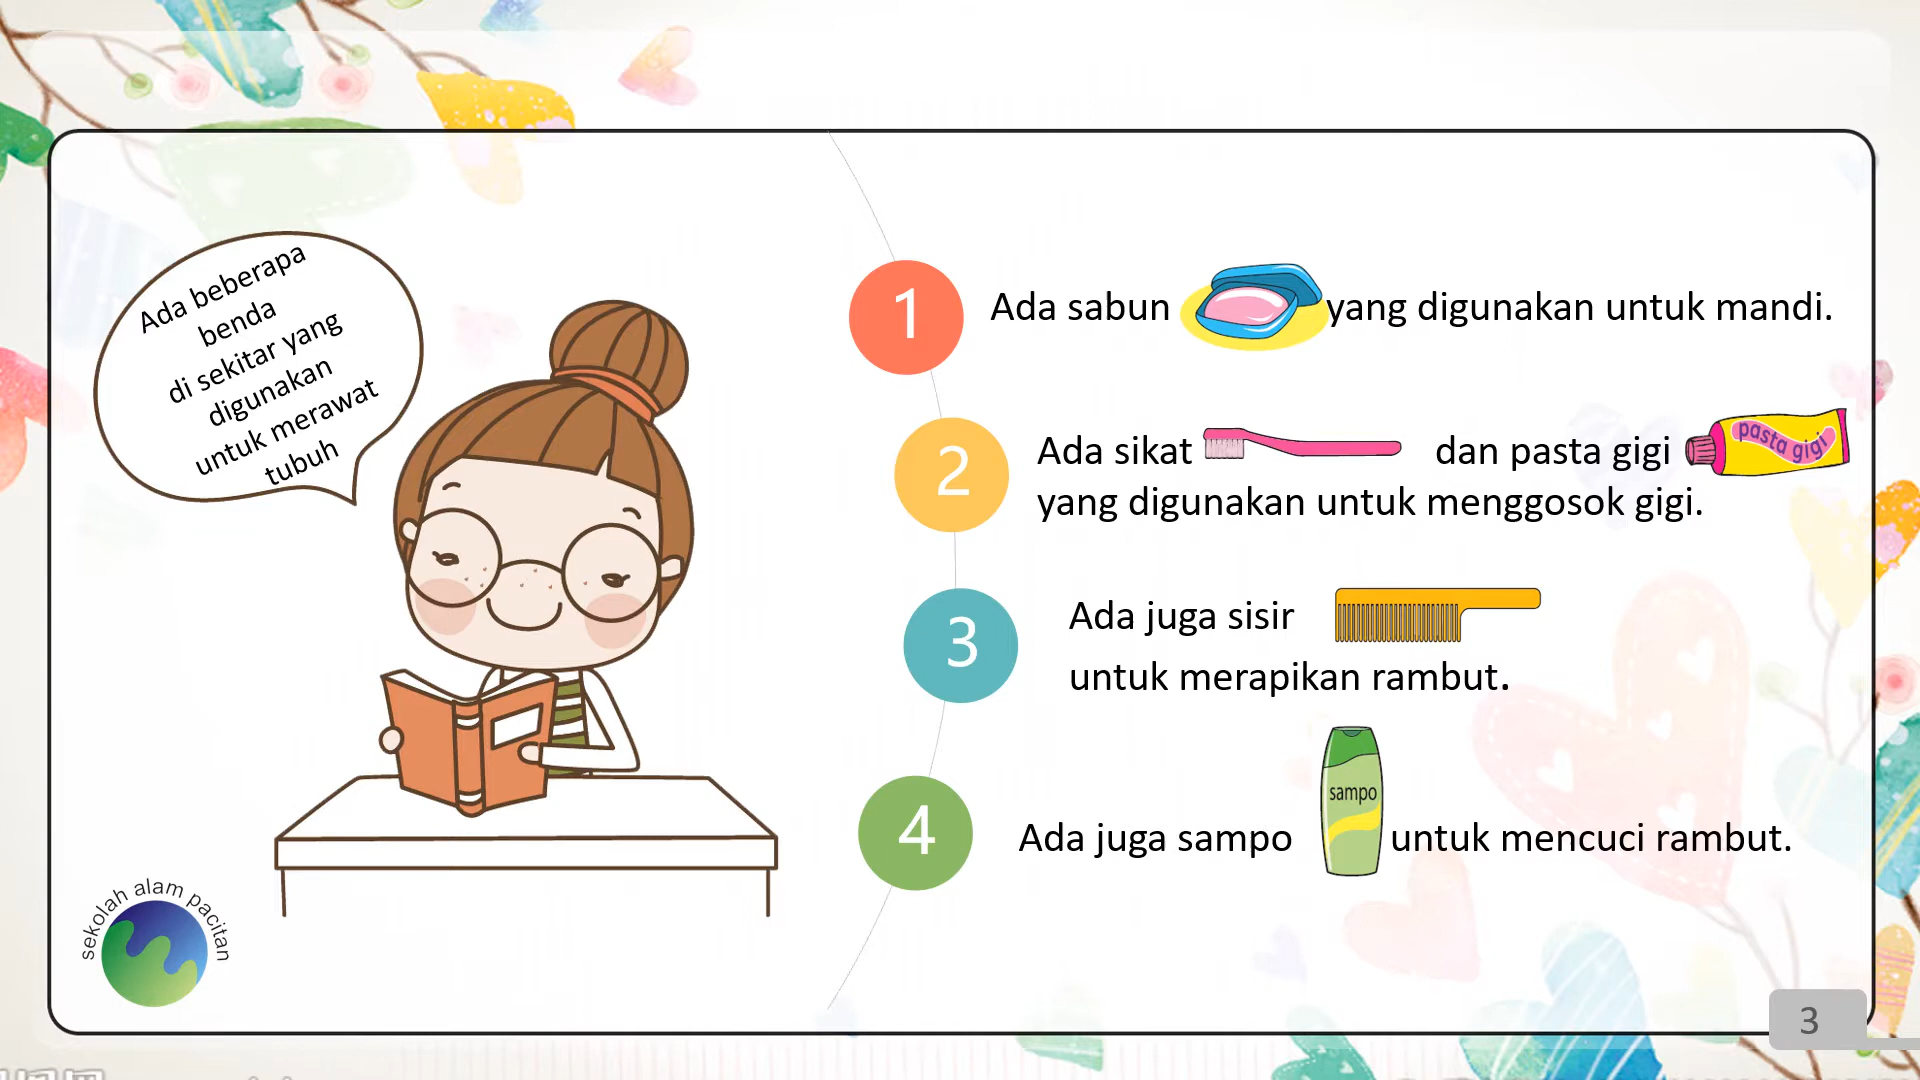 Ada beberapa
benda
di sekitar yang
digunakan
untuk merawat
tubuh
1
Ada sabun yang digunakan untuk mandi.
2
Ada sikat dan pasta gigi
pasta gigi
yang digunakan untuk menggosok gigi.
3
Ada juga sisir
untuk merapikan rambut.
4
sampo
Ada juga sampo untuk mencuci rambut.
sekolah alam pacitan
3